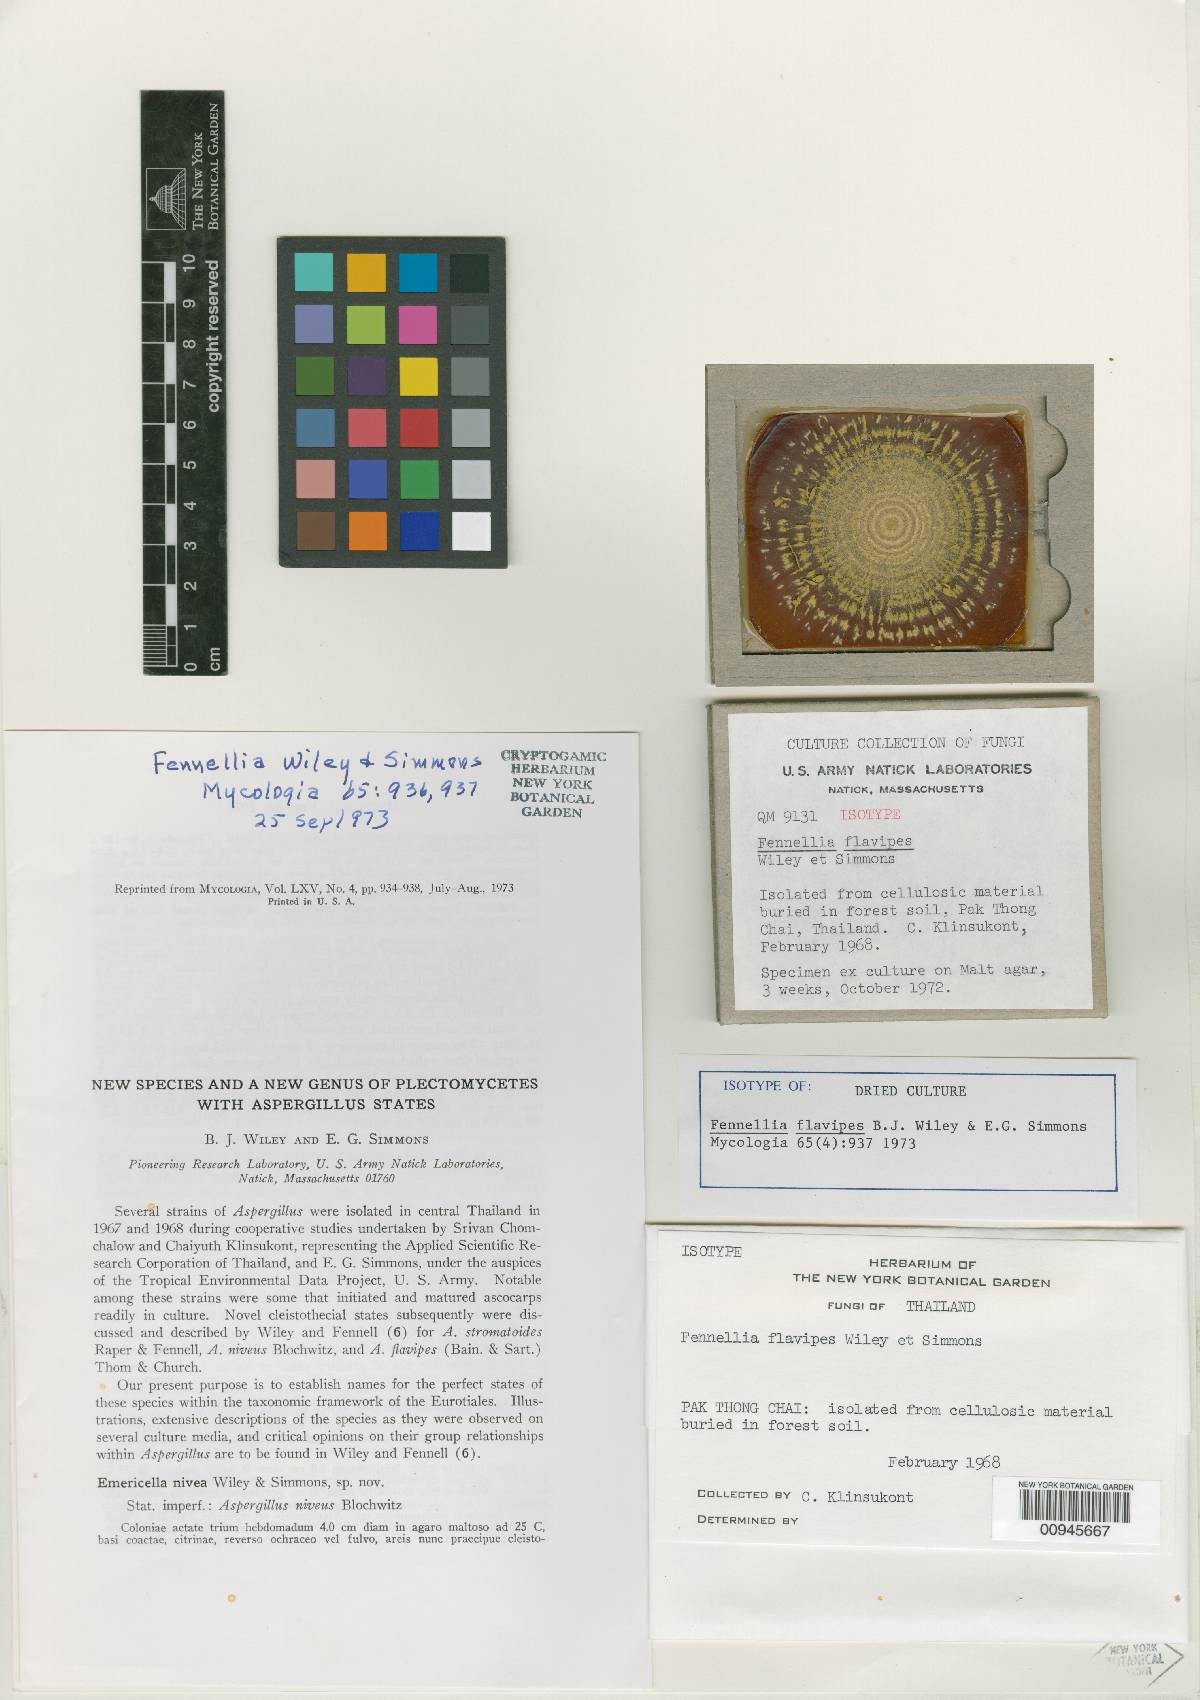 THE NEW YORK
BOTANICAL GARDEN
copyright reserved
10
9
8
7
6
5
4
3
2
1
0
cm
Fennellia Wiley & Simmons
Mycologia 65: 936, 937
25 Sep 1973
CRYPTOGAMIC
HERBARIUM
NEW YORK
BOTANICAL
GARDEN
Reprinted from MYCOLOGIA, Vol. LXV, No. 4, pp. 934–938, July–Aug., 1973
Printed in U. S. A.
NEW SPECIES AND A NEW GENUS OF PLECTOMYCETES
WITH ASPERGILLUS STATES
B. J. WILEY AND E. G. SIMMONS
Pioneering Research Laboratory, U. S. Army Natick Laboratories,
Natick, Massachusetts 01760
Several strains of Aspergillus were isolated in central Thailand in
1967 and 1968 during cooperative studies undertaken by Srivan Chom-
chalow and Chaiyuth Klinsukont, representing the Applied Scientific Re-
search Corporation of Thailand, and E. G. Simmons, under the auspices
of the Tropical Environmental Data Project, U. S. Army. Notable
among these strains were some that initiated and matured ascocarps
readily in culture. Novel cleistothecial states subsequently were dis-
cussed and described by Wiley and Fennell (6) for A. stromatoides
Raper & Fennell, A. niveus Blochwitz, and A. flavipes (Bain. & Sart.)
Thom & Church.
Our present purpose is to establish names for the perfect states of
these species within the taxonomic framework of the Eurotiales. Illus-
trations, extensive descriptions of the species as they were observed on
several culture media, and critical opinions on their group relationships
within Aspergillus are to be found in Wiley and Fennell (6).
Emericella nivea Wiley & Simmons, sp. nov.
Stat. imperf.: Aspergillus niveus Blochwitz
Coloniae aetate trium hebdomadum 4.0 cm diam in agaro maltoso ad 25 C,
basi coactae, citrinae, reverso ochraceo vel fulvo, areis nunc praecipue cleisto-
CULTURE COLLECTION OF FUNGI
U. S. ARMY NATICK LABORATORIES
NATICK, MASSACHUSETTS
QM 9131 ISOTYPE
Fennellia flavipes
Wiley et Simmons
Isolated from cellulosic material
buried in forest soil, Pak Thong
Chai, Thailand. C. Klinsukont,
February 1968.
Specimen ex culture on Malt agar,
3 weeks, October 1972.
ISOTYPE OF: DRIED CULTURE
Fennellia flavipes B.J. Wiley & E.G. Simmons
Mycologia 65(4):937 1973
ISOTYPE
HERBARIUM OF
THE NEW YORK BOTANICAL GARDEN
FUNGI OF THAILAND
Fennellia flavipes Wiley et Simmons
PAK THONG CHAI: isolated from cellulosic material
buried in forest soil.
February 1968
COLLECTED BY C. Klinsukont
DETERMINED BY
NEW YORK BOTANICAL GARDEN
00945667
NEW YORK
BOTANICAL